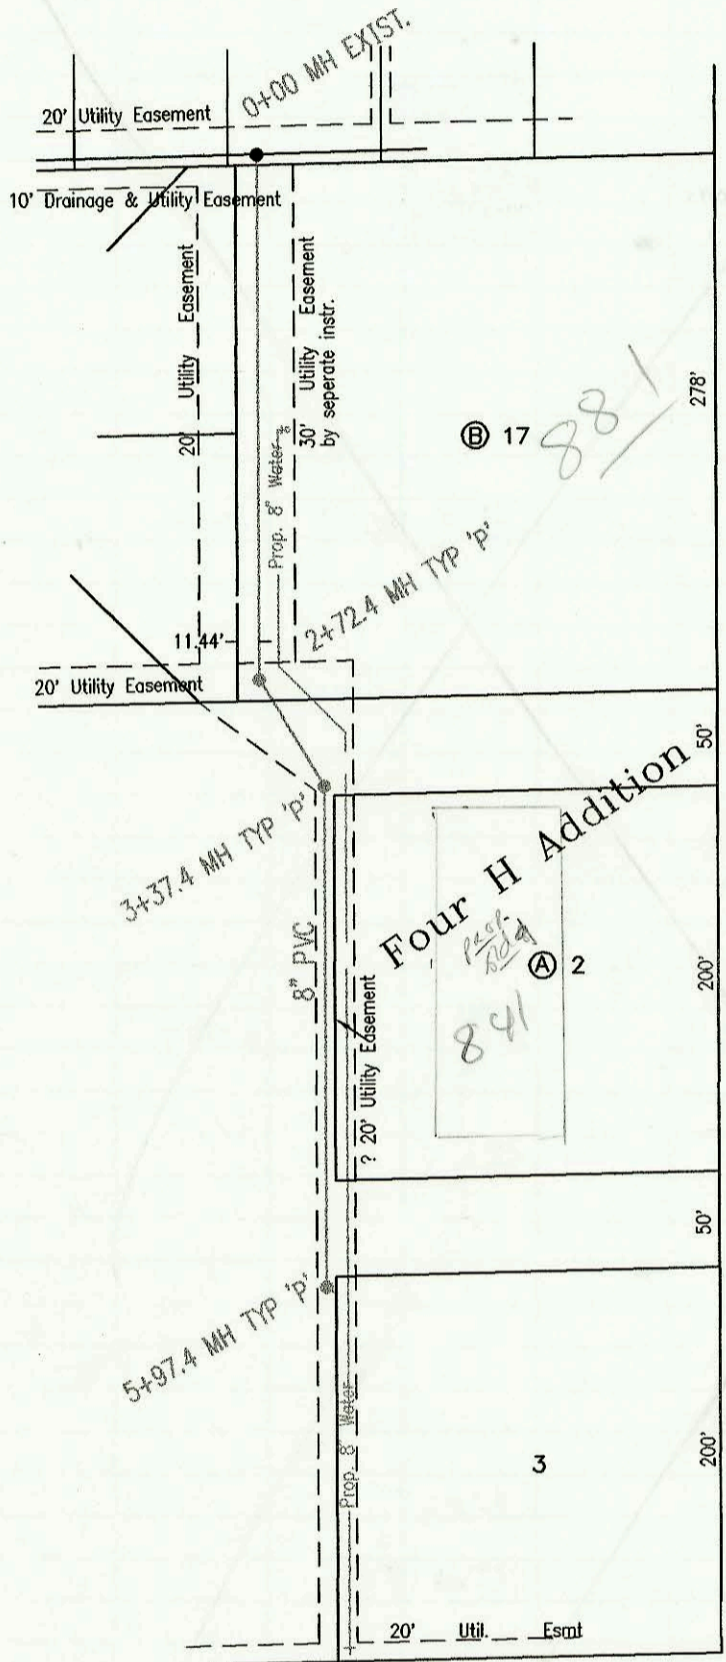 0+00 MH EXIST.
20' Utility Easement
10' Drainage & Utility Easement
20' Utility Easement
30' Utility Easement
by seperate instr.
Prop. 8" Water
8
278'
Ⓑ 17
881
2+72.4 MH TYP 'P'
11.44'
20' Utility Easement
50'
3+37.4 MH TYP 'P'
Four H Addition
8" PVC
prop.
Add
Ⓐ 2
841
200'
? 20' Utility Easement
50'
5+97.4 MH TYP 'P'
Prop. 8" Water
3
200'
20' Util. Esmt